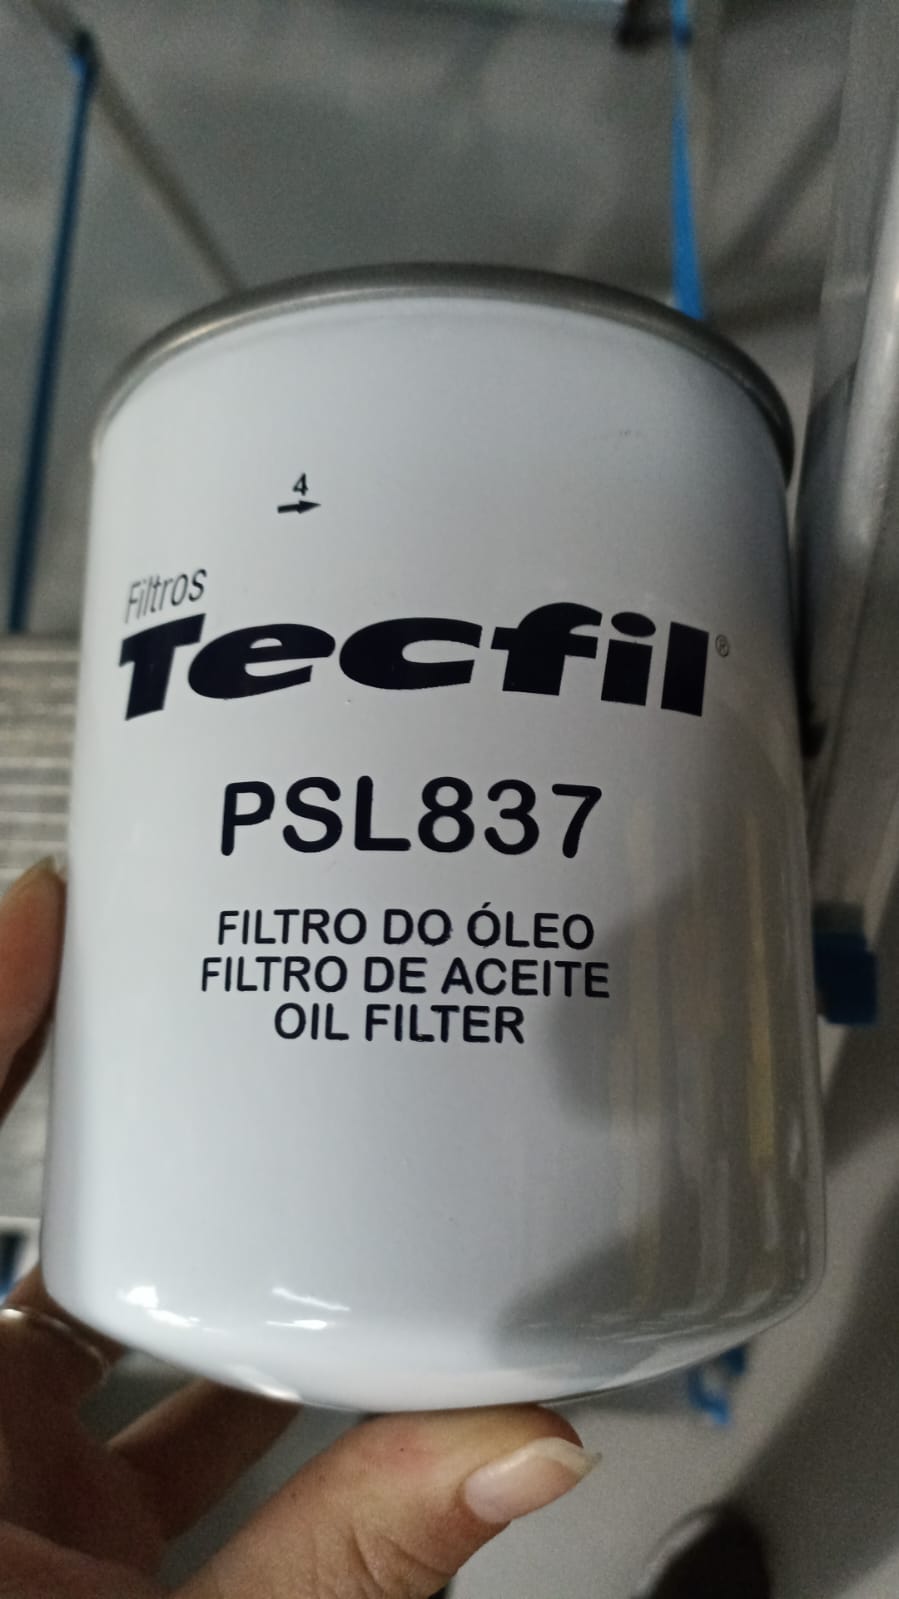 4
Filtros
Tecfil®
PSL837
FILTRO DO ÓLEO
FILTRO DE ACEITE
OIL FILTER